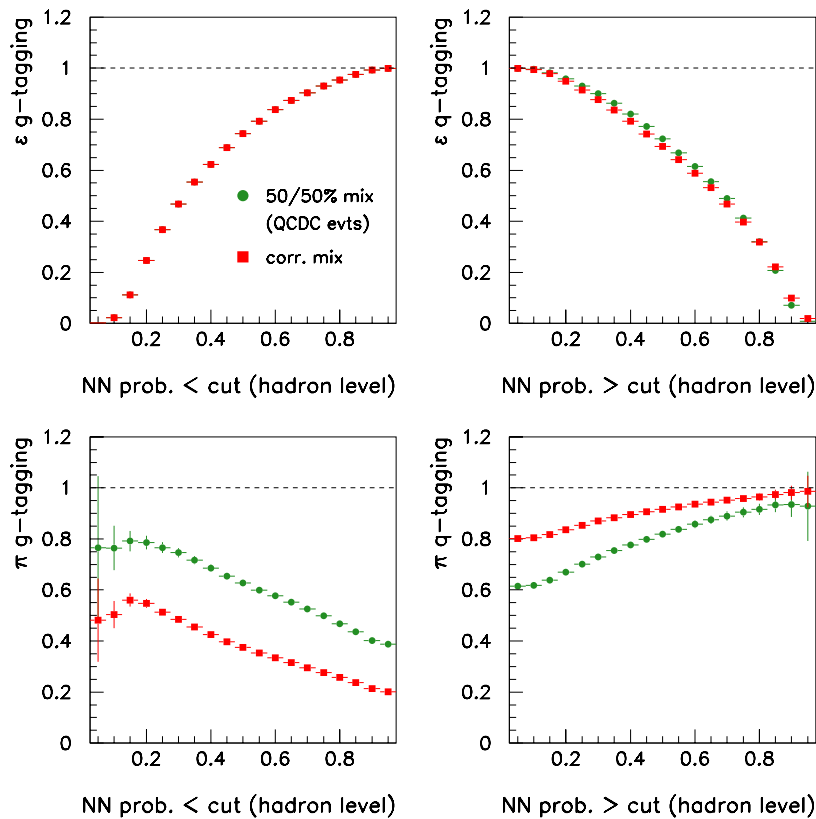 1.2
1
0.8
0.6
0.4
0.2
0
ε g−tagging
50/50% mix
(QCDC evts)
corr. mix
0.2 0.4 0.6 0.8
NN prob. < cut (hadron level)
1.2
1
0.8
0.6
0.4
0.2
0
ε q−tagging
0.2 0.4 0.6 0.8
NN prob. > cut (hadron level)
1.2
1
0.8
0.6
0.4
0.2
0
π g−tagging
0.2 0.4 0.6 0.8
NN prob. < cut (hadron level)
1.2
1
0.8
0.6
0.4
0.2
0
π q−tagging
0.2 0.4 0.6 0.8
NN prob. > cut (hadron level)